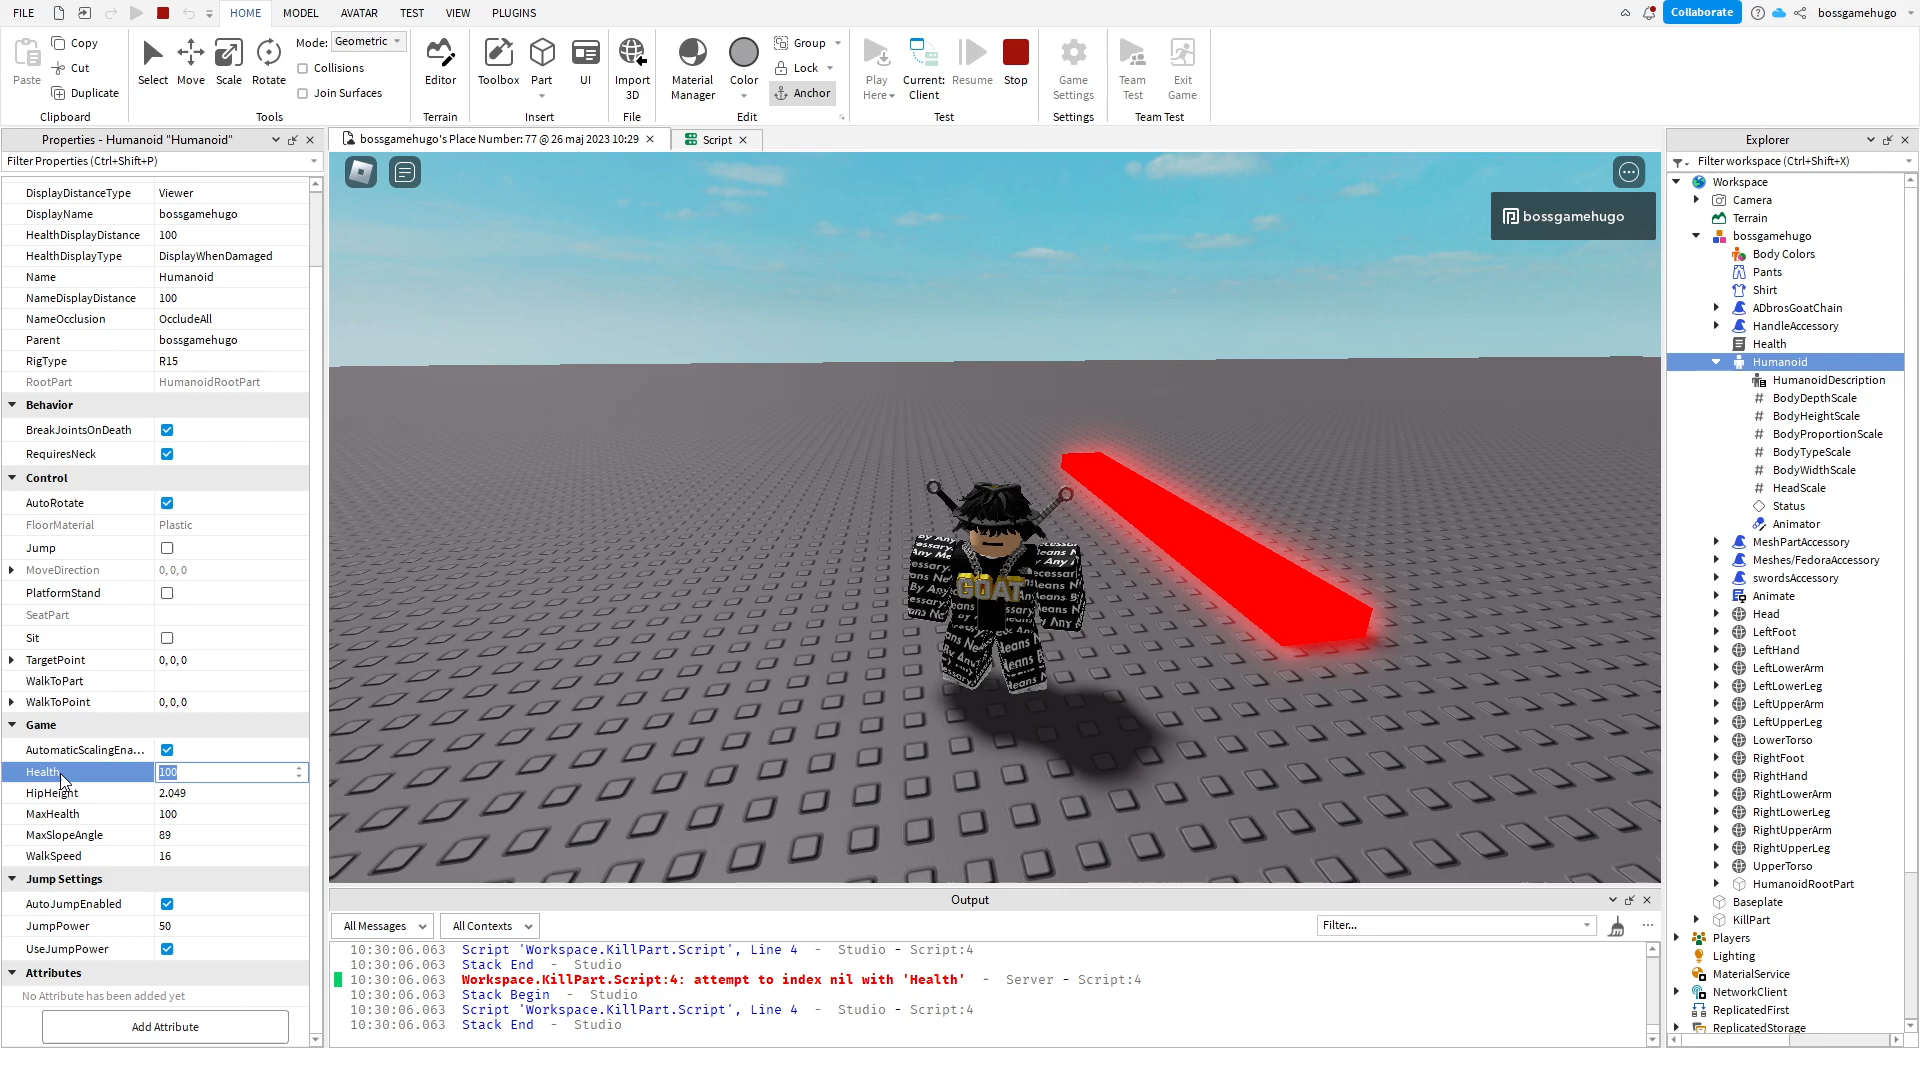 FILE HOME MODEL AVATAR TEST VIEW PLUGINS Collaborate bossgamehugo
Paste Copy Cut Duplicate Clipboard
Select Move Scale Rotate Mode: Geometric Collisions Join Surfaces Tools
Editor Terrain
Toolbox Part UI Insert
Import 3D File
Material Manager Color Group Lock Anchor Edit
Play Here Current: Client Resume Stop Test
Game Settings Settings
Team Test Exit Game Team Test
Properties - Humanoid "Humanoid"
Filter Properties (Ctrl+Shift+P)
DisplayDistanceType Viewer
DisplayName bossgamehugo
HealthDisplayDistance 100
HealthDisplayType DisplayWhenDamaged
Name Humanoid
NameDisplayDistance 100
NameOcclusion OccludeAll
Parent bossgamehugo
RigType R15
RootPart HumanoidRootPart
Behavior
BreakJointsOnDeath
RequiresNeck
Control
AutoRotate
FloorMaterial Plastic
Jump
MoveDirection 0, 0, 0
PlatformStand
SeatPart
Sit
TargetPoint 0, 0, 0
WalkToPart
WalkToPoint 0, 0, 0
Game
AutomaticScalingEna...
Health 100
HipHeight 2.049
MaxHealth 100
MaxSlopeAngle 89
WalkSpeed 16
Jump Settings
AutoJumpEnabled
JumpPower 50
UseJumpPower
Attributes
No Attribute has been added yet
Add Attribute
bossgamehugo's Place Number: 77 @ 26 maj 2023 10:29
Script
bossgamehugo
GOAT
Output
All Messages All Contexts Filter...
10:30:06.063 Script 'Workspace.KillPart.Script', Line 4 - Studio - Script:4
10:30:06.063 Stack End - Studio
10:30:06.063 Workspace.KillPart.Script:4: attempt to index nil with 'Health' - Server - Script:4
10:30:06.063 Stack Begin - Studio
10:30:06.063 Script 'Workspace.KillPart.Script', Line 4 - Studio - Script:4
10:30:06.063 Stack End - Studio
Explorer
Filter workspace (Ctrl+Shift+X)
Workspace
Camera
Terrain
bossgamehugo
Body Colors
Pants
Shirt
ADbrosGoatChain
HandleAccessory
Health
Humanoid
HumanoidDescription
BodyDepthScale
BodyHeightScale
BodyProportionScale
BodyTypeScale
BodyWidthScale
HeadScale
Status
Animator
MeshPartAccessory
Meshes/FedoraAccessory
swordsAccessory
Animate
Head
LeftFoot
LeftHand
LeftLowerArm
LeftLowerLeg
LeftUpperArm
LeftUpperLeg
LowerTorso
RightFoot
RightHand
RightLowerArm
RightLowerLeg
RightUpperArm
RightUpperLeg
UpperTorso
HumanoidRootPart
Baseplate
KillPart
Players
Lighting
MaterialService
NetworkClient
ReplicatedFirst
ReplicatedStorage